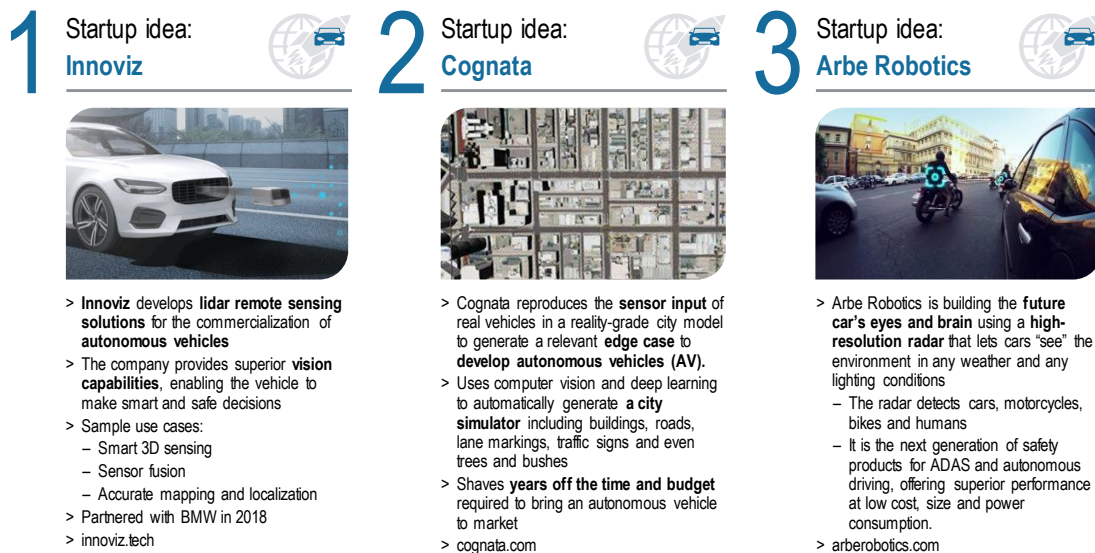 1
Startup idea:
Innoviz
> Innoviz develops lidar remote sensing
solutions for the commercialization of
autonomous vehicles
> The company provides superior vision
capabilities, enabling the vehicle to
make smart and safe decisions
> Sample use cases:
– Smart 3D sensing
– Sensor fusion
– Accurate mapping and localization
> Partnered with BMW in 2018
> innoviz.tech
2
Startup idea:
Cognata
> Cognata reproduces the sensor input of
real vehicles in a reality-grade city model
to generate a relevant edge case to
develop autonomous vehicles (AV).
> Uses computer vision and deep learning
to automatically generate a city
simulator including buildings, roads,
lane markings, traffic signs and even
trees and bushes
> Shaves years off the time and budget
required to bring an autonomous vehicle
to market
> cognata.com
3
Startup idea:
Arbe Robotics
> Arbe Robotics is building the future
car’s eyes and brain using a high-
resolution radar that lets cars “see” the
environment in any weather and any
lighting conditions
– The radar detects cars, motorcycles,
bikes and humans
– It is the next generation of safety
products for ADAS and autonomous
driving, offering superior performance
at low cost, size and power
consumption.
> arberobotics.com